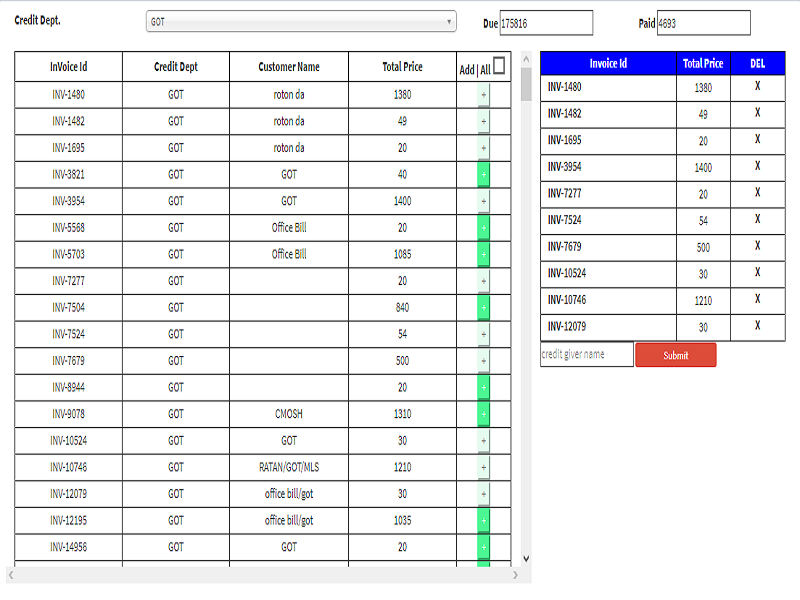 Credit Dept. GOT Due 175816 Paid 4693
InVoice Id Credit Dept Customer Name Total Price Add | All
INV-1480 GOT roton da 1380 +
INV-1482 GOT roton da 49 +
INV-1695 GOT roton da 20 +
INV-3821 GOT GOT 40 +
INV-3954 GOT GOT 1400 +
INV-5568 GOT Office Bill 20 +
INV-5703 GOT Office Bill 1085 +
INV-7277 GOT 20 +
INV-7504 GOT 840 +
INV-7524 GOT 54 +
INV-7679 GOT 500 +
INV-8944 GOT 20 +
INV-9078 GOT CMOSH 1310 +
INV-10524 GOT GOT 30 +
INV-10746 GOT RATAN/GOT/MLS 1210 +
INV-12079 GOT office bill/got 30 +
INV-12195 GOT office bill/got 1035 +
INV-14956 GOT GOT 20 +
Invoice Id Total Price DEL
INV-1480 1380 X
INV-1482 49 X
INV-1695 20 X
INV-3954 1400 X
INV-7277 20 X
INV-7524 54 X
INV-7679 500 X
INV-10524 30 X
INV-10746 1210 X
INV-12079 30 X
credit giver name Submit